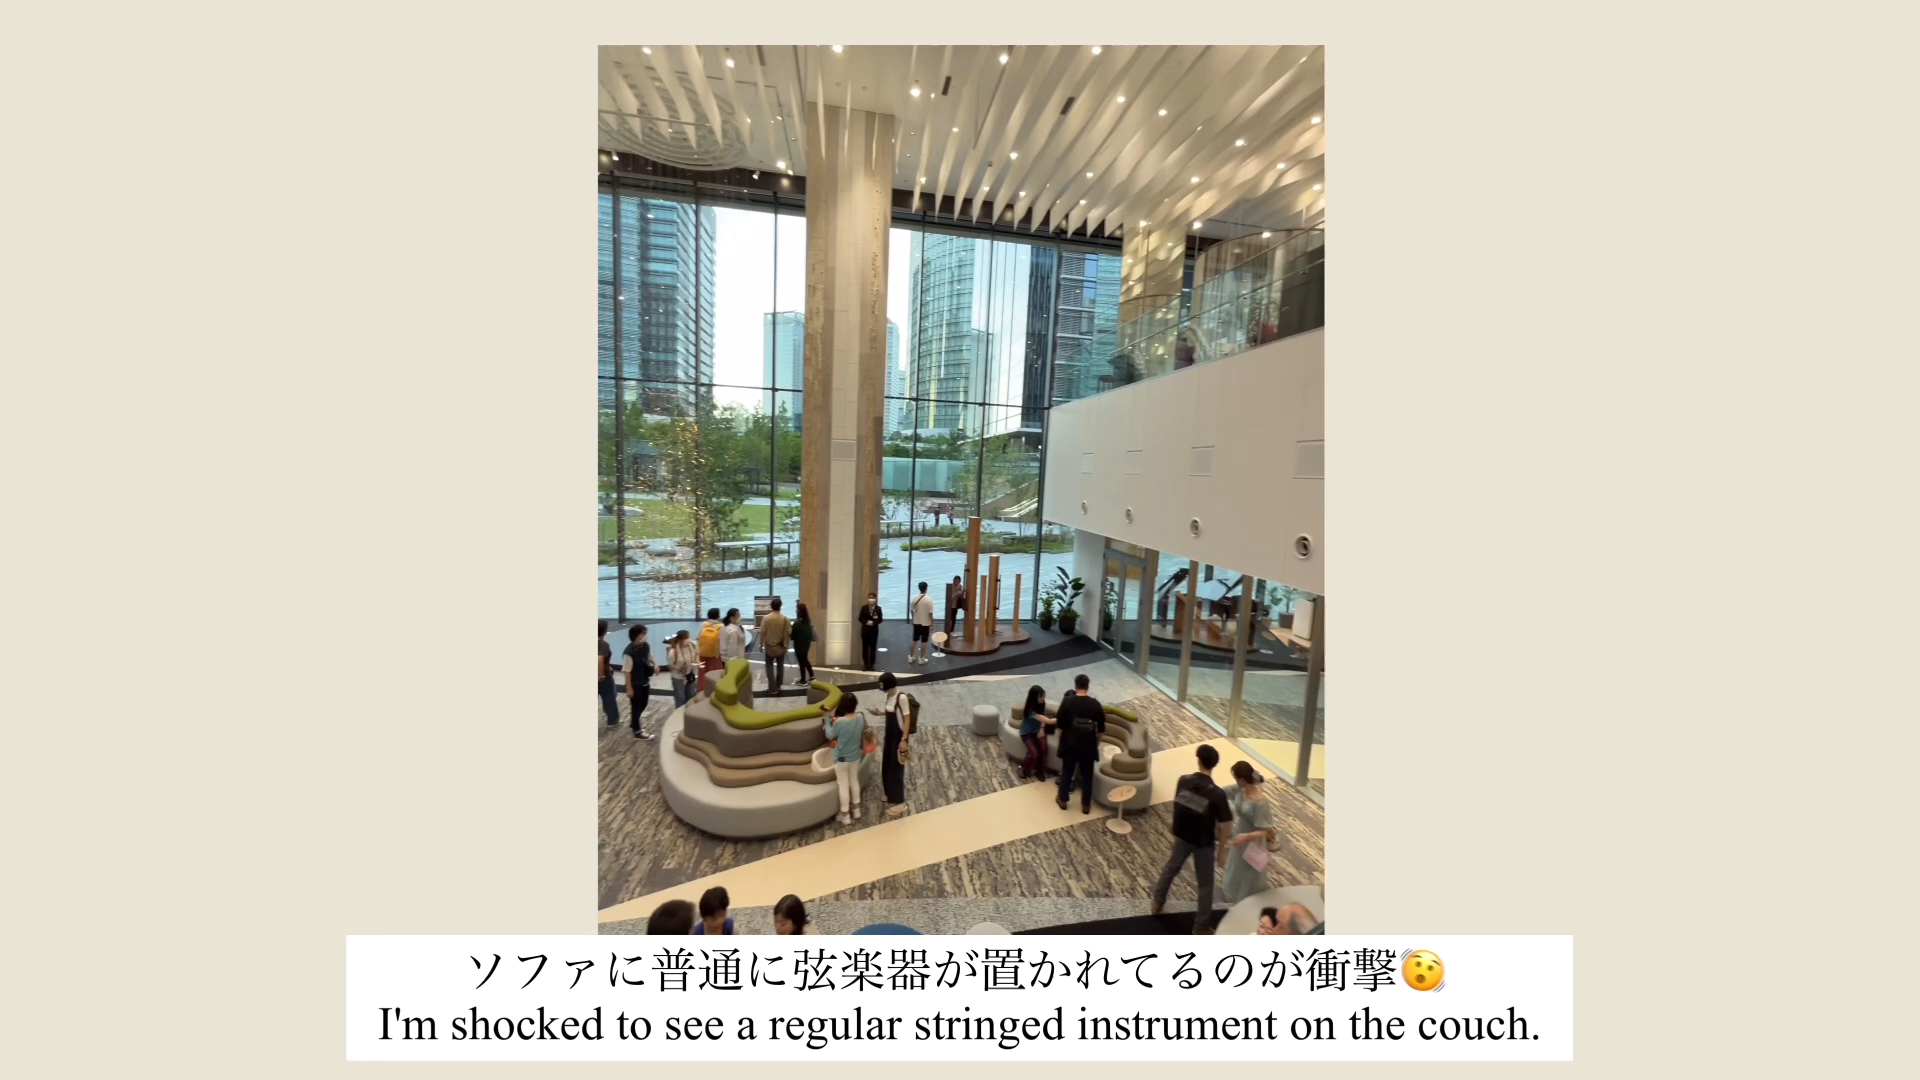 ソファに普通に弦楽器が置かれてるのが衝撃😯
I'm shocked to see a regular stringed instrument on the couch.